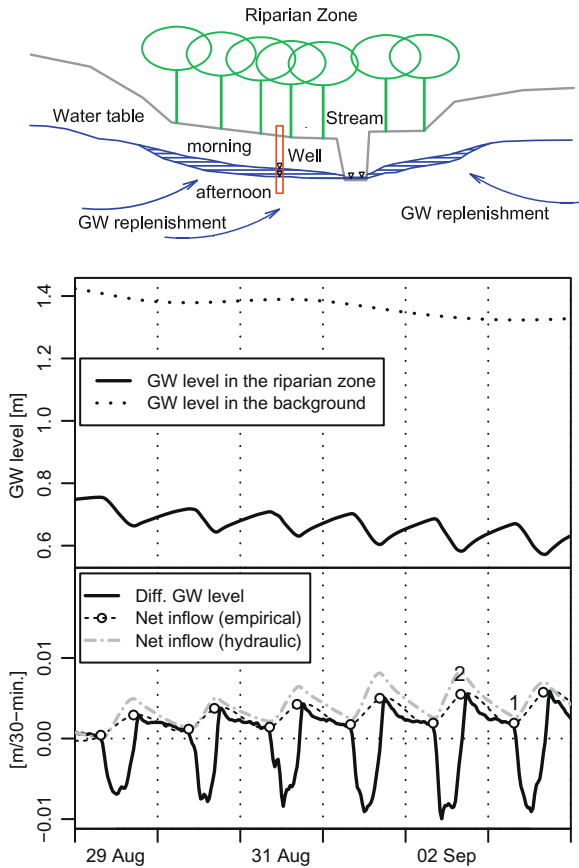 Riparian Zone
Water table
Stream
morning
Well
afternoon
GW replenishment
GW replenishment
GW level [m]
1.4
1.2
1.0
0.8
0.6
GW level in the riparian zone
GW level in the background
[m/30−min.]
0.01
0.00
−0.01
Diff. GW level
Net inflow (empirical)
Net inflow (hydraulic)
2
1
29 Aug
31 Aug
02 Sep